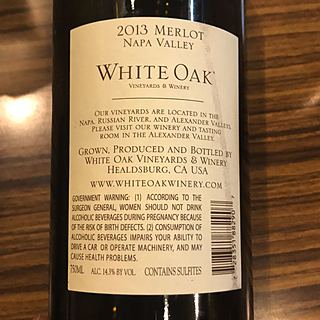 2013 MERLOT
NAPA VALLEY
WHITE OAK
VINEYARDS & WINERY
OUR VINEYARDS ARE LOCATED IN THE
NAPA, RUSSIAN RIVER, AND ALEXANDER VALLEYS.
PLEASE VISIT OUR WINERY AND TASTING
ROOM IN THE ALEXANDER VALLEY.
GROWN, PRODUCED AND BOTTLED BY
WHITE OAK VINEYARDS & WINERY
HEALDSBURG, CA USA
WWW.WHITEOAKWINERY.COM
GOVERNMENT WARNING: (1) ACCORDING TO THE
SURGEON GENERAL, WOMEN SHOULD NOT DRINK
ALCOHOLIC BEVERAGES DURING PREGNANCY BECAUSE
OF THE RISK OF BIRTH DEFECTS. (2) CONSUMPTION OF
ALCOHOLIC BEVERAGES IMPAIRS YOUR ABILITY TO
DRIVE A CAR OR OPERATE MACHINERY, AND MAY
CAUSE HEALTH PROBLEMS.
750ML ALC. 14.3% BY VOL. CONTAINS SULFITES